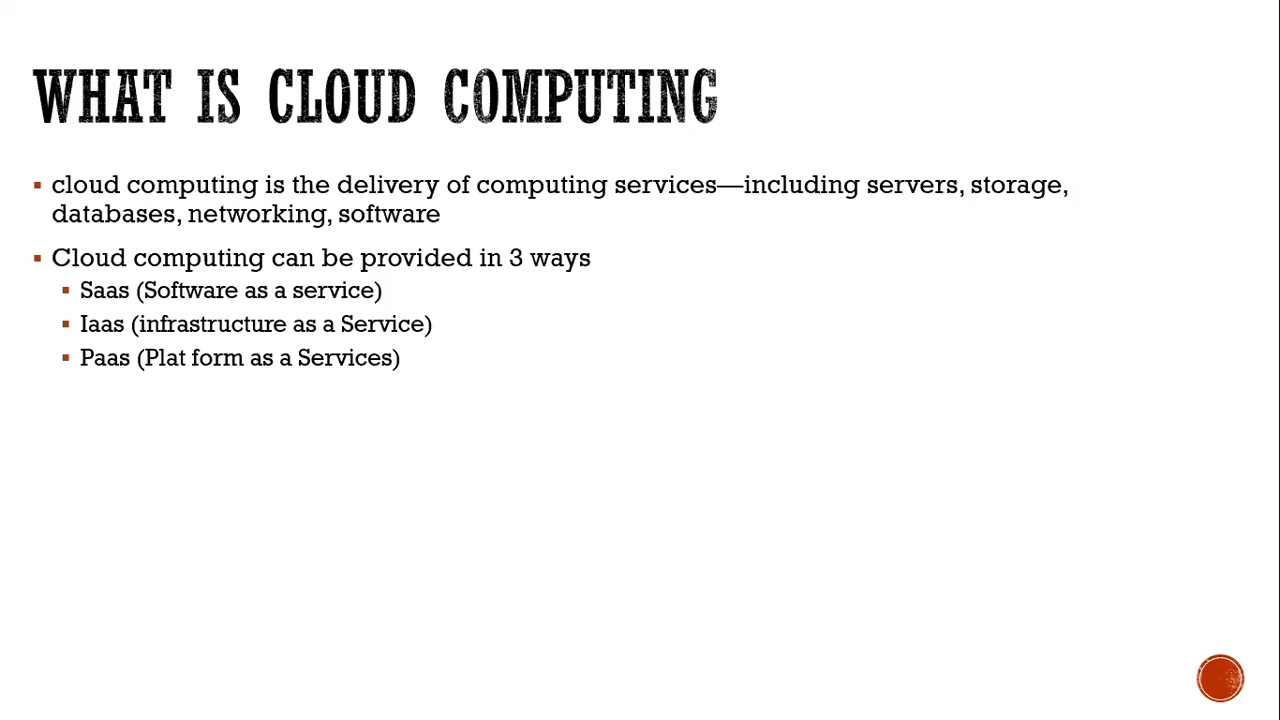 WHAT IS CLOUD COMPUTING
▪ cloud computing is the delivery of computing services—including servers, storage,
databases, networking, software
▪ Cloud computing can be provided in 3 ways
▪ Saas (Software as a service)
▪ Iaas (infrastructure as a Service)
▪ Paas (Plat form as a Services)